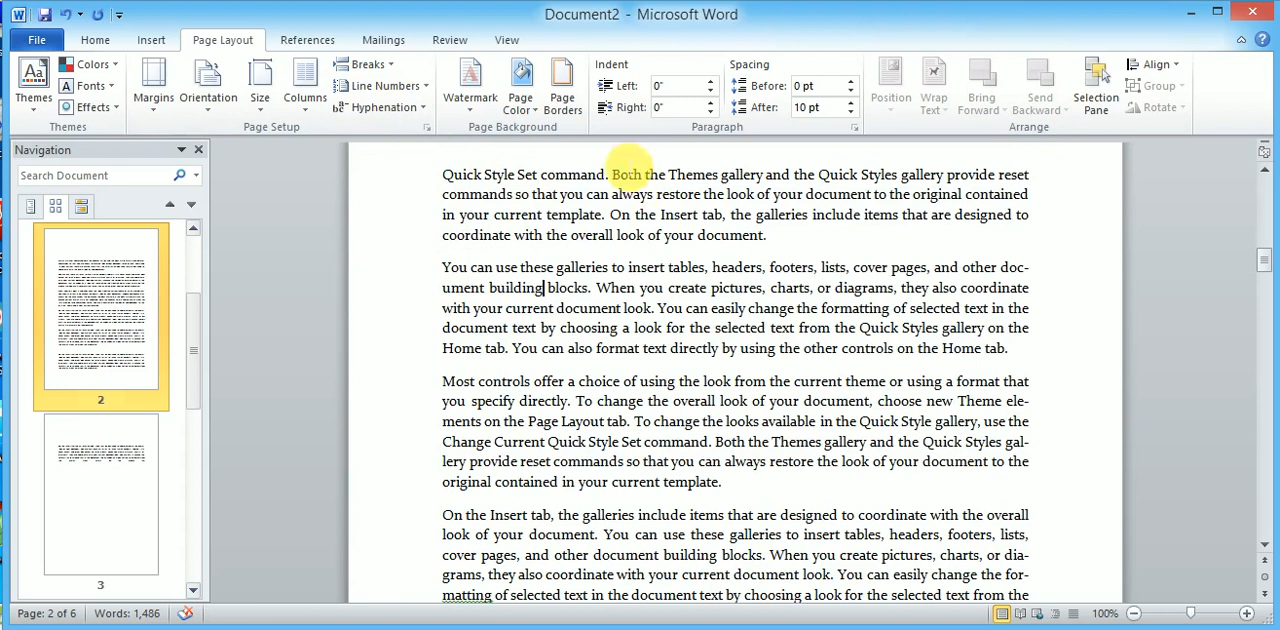 Document2 - Microsoft Word
File Home Insert Page Layout References Mailings Review View
Themes Colors Fonts Effects Themes
Margins Orientation Size Columns Breaks Line Numbers Hyphenation Page Setup
Watermark Page Color Page Borders Page Background
Indent Left: 0" Right: 0" Spacing Before: 0 pt After: 10 pt Paragraph
Position Wrap Text Bring Forward Send Backward Selection Pane Align Group Rotate Arrange
Navigation
Search Document
2
3
Quick Style Set command. Both the Themes gallery and the Quick Styles gallery provide reset
commands so that you can always restore the look of your document to the original contained
in your current template. On the Insert tab, the galleries include items that are designed to
coordinate with the overall look of your document.
You can use these galleries to insert tables, headers, footers, lists, cover pages, and other doc-
ument building blocks. When you create pictures, charts, or diagrams, they also coordinate
with your current document look. You can easily change the formatting of selected text in the
document text by choosing a look for the selected text from the Quick Styles gallery on the
Home tab. You can also format text directly by using the other controls on the Home tab.
Most controls offer a choice of using the look from the current theme or using a format that
you specify directly. To change the overall look of your document, choose new Theme ele-
ments on the Page Layout tab. To change the looks available in the Quick Style gallery, use the
Change Current Quick Style Set command. Both the Themes gallery and the Quick Styles gal-
lery provide reset commands so that you can always restore the look of your document to the
original contained in your current template.
On the Insert tab, the galleries include items that are designed to coordinate with the overall
look of your document. You can use these galleries to insert tables, headers, footers, lists,
cover pages, and other document building blocks. When you create pictures, charts, or dia-
grams, they also coordinate with your current document look. You can easily change the for-
matting of selected text in the document text by choosing a look for the selected text from the
Page: 2 of 6 Words: 1,486 100%